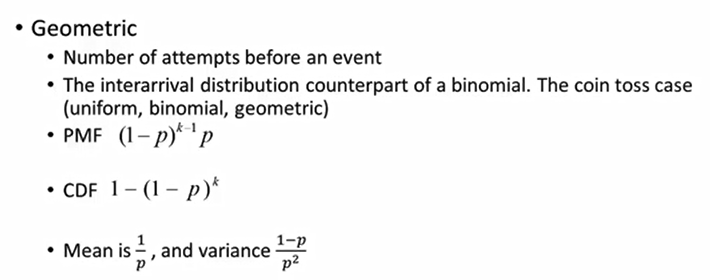 • Geometric
• Number of attempts before an event
• The interarrival distribution counterpart of a binomial. The coin toss case
(uniform, binomial, geometric)
• PMF (1 – p)^{k–1} p
• CDF 1 – (1 – p)^k
• Mean is \frac{1}{p}, and variance \frac{1-p}{p^2}